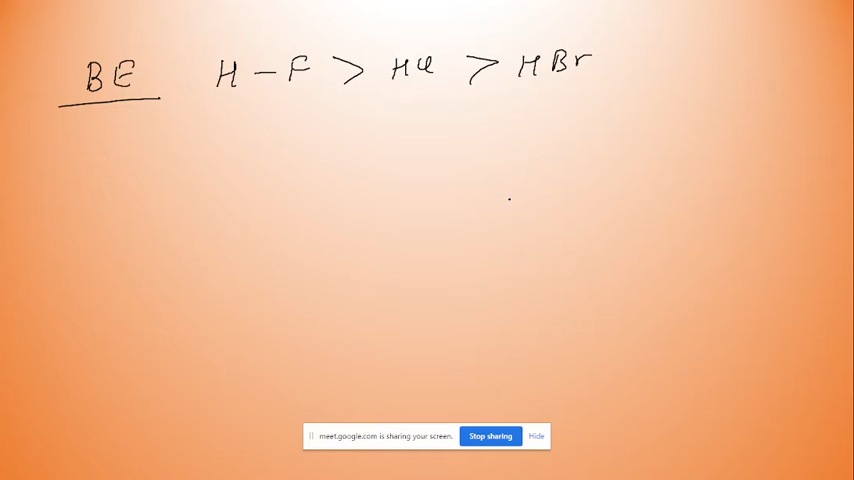 BE H - F > HCl > HBr
meet.google.com is sharing your screen. Stop sharing Hide